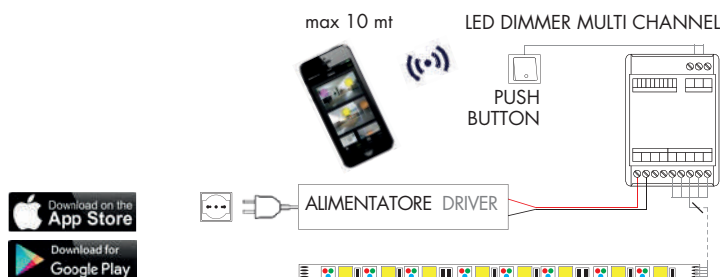 max 10 mt
LED DIMMER MULTI CHANNEL
PUSH
BUTTON
ALIMENTATORE DRIVER
Download on the
App Store
Download for
Google Play